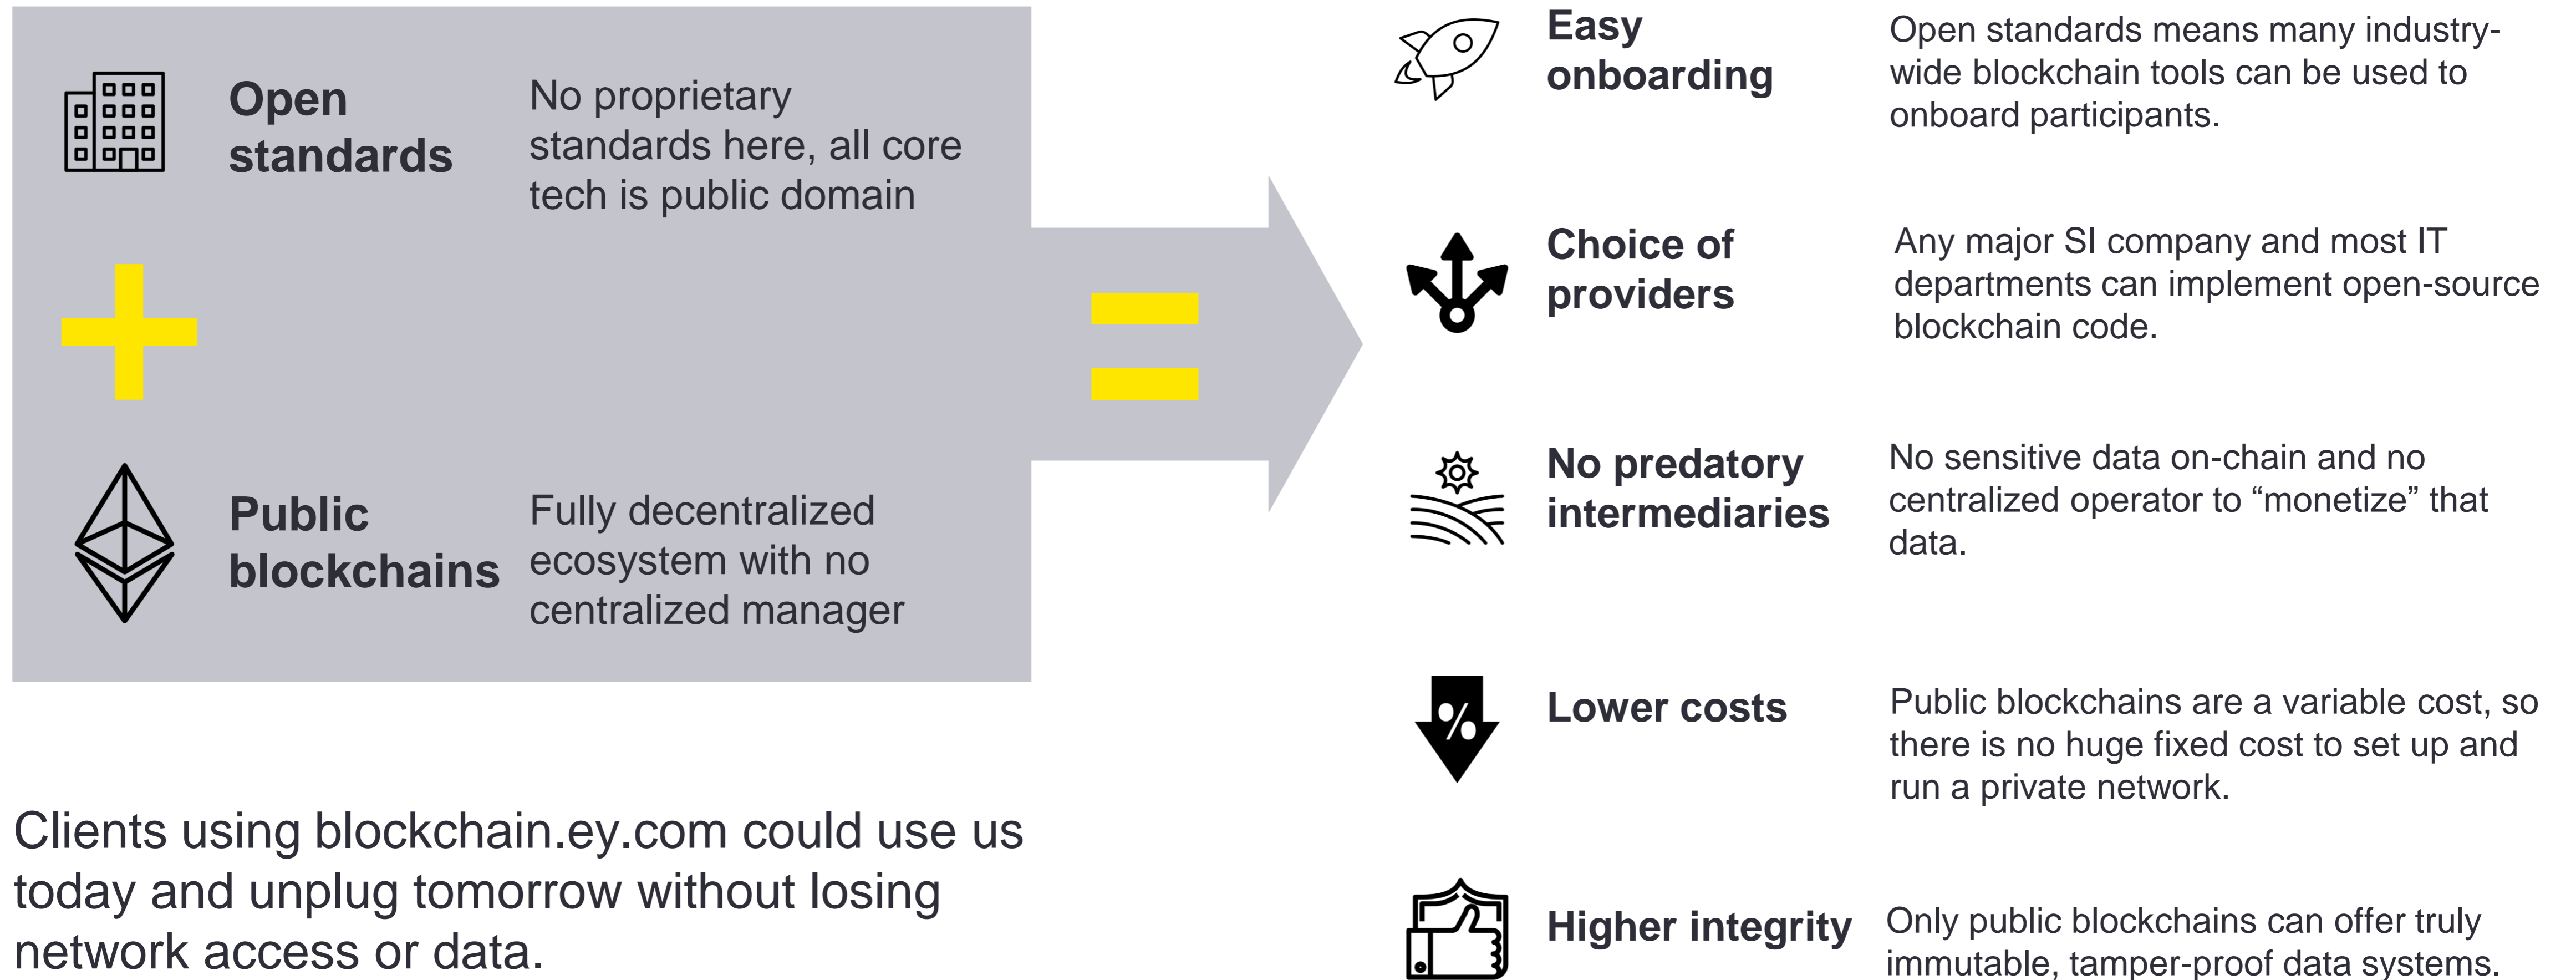 Open
standards
No proprietary
standards here, all core
tech is public domain
Public
blockchains
Fully decentralized
ecosystem with no
centralized manager
Clients using blockchain.ey.com could use us
today and unplug tomorrow without losing
network access or data.
Easy
onboarding
Open standards means many industry-
wide blockchain tools can be used to
onboard participants.
Choice of
providers
Any major SI company and most IT
departments can implement open-source
blockchain code.
No predatory
intermediaries
No sensitive data on-chain and no
centralized operator to “monetize” that
data.
%
Lower costs
Public blockchains are a variable cost, so
there is no huge fixed cost to set up and
run a private network.
Higher integrity
Only public blockchains can offer truly
immutable, tamper-proof data systems.